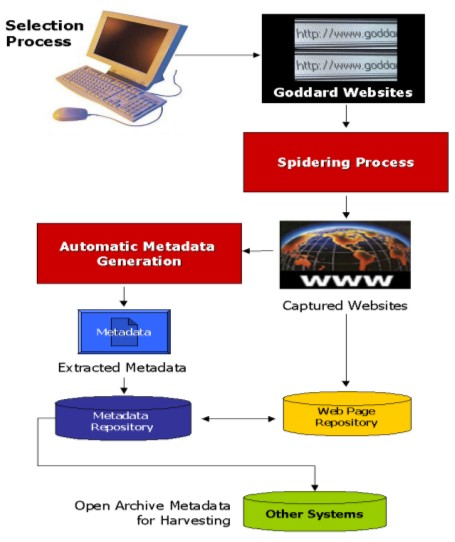 Selection
Process
http://www.godda
http://www.godda
Goddard Websites
Spidering Process
Automatic Metadata
Generation
WWW
Captured Websites
Metadata
Extracted Metadata
Metadata
Repository
Web Page
Repository
Open Archive Metadata
for Harvesting
Other Systems